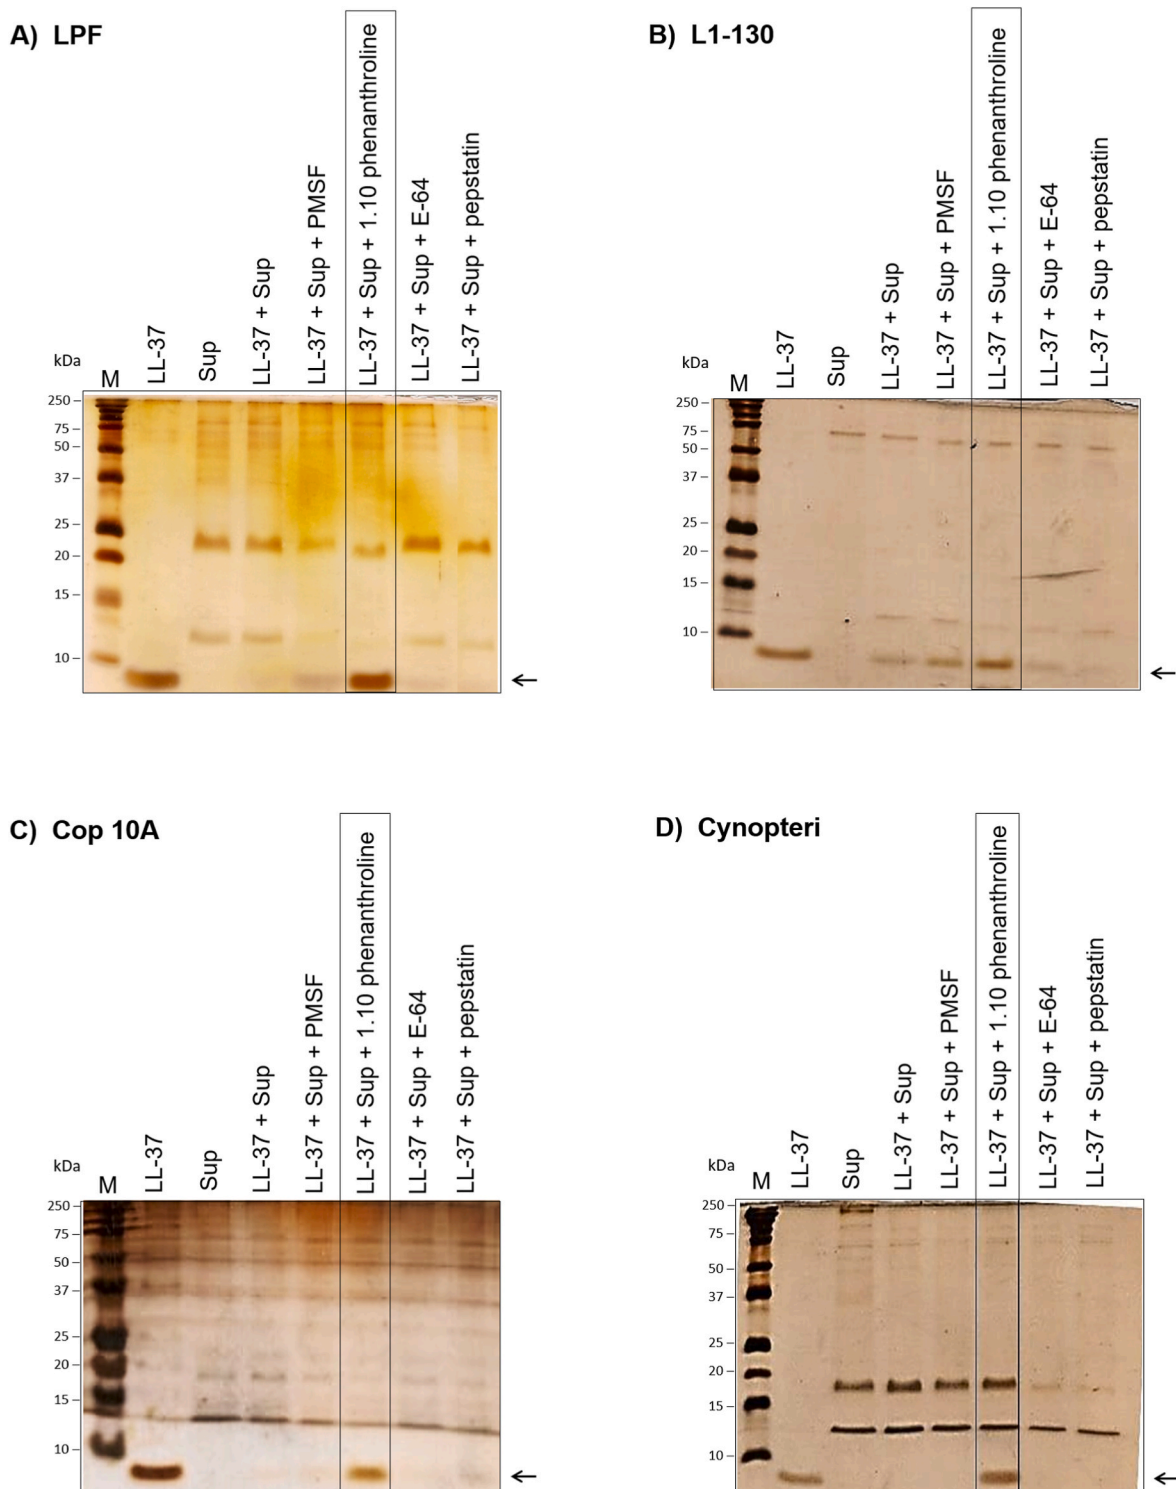 A) LPF
kDa
M
LL-37
Sup
LL-37 + Sup
LL-37 + Sup + PMSF
LL-37 + Sup + 1.10 phenanthroline
LL-37 + Sup + E-64
LL-37 + Sup + pepstatin
250
75
50
37
25
20
15
10
←
B) L1-130
kDa
M
LL-37
Sup
LL-37 + Sup
LL-37 + Sup + PMSF
LL-37 + Sup + 1.10 phenanthroline
LL-37 + Sup + E-64
LL-37 + Sup + pepstatin
250
75
50
37
25
20
15
10
←
C) Cop 10A
kDa
M
LL-37
Sup
LL-37 + Sup
LL-37 + Sup + PMSF
LL-37 + Sup + 1.10 phenanthroline
LL-37 + Sup + E-64
LL-37 + Sup + pepstatin
250
75
50
37
25
20
15
10
←
D) Cynopteri
kDa
M
LL-37
Sup
LL-37 + Sup
LL-37 + Sup + PMSF
LL-37 + Sup + 1.10 phenanthroline
LL-37 + Sup + E-64
LL-37 + Sup + pepstatin
250
75
50
37
25
20
15
10
←